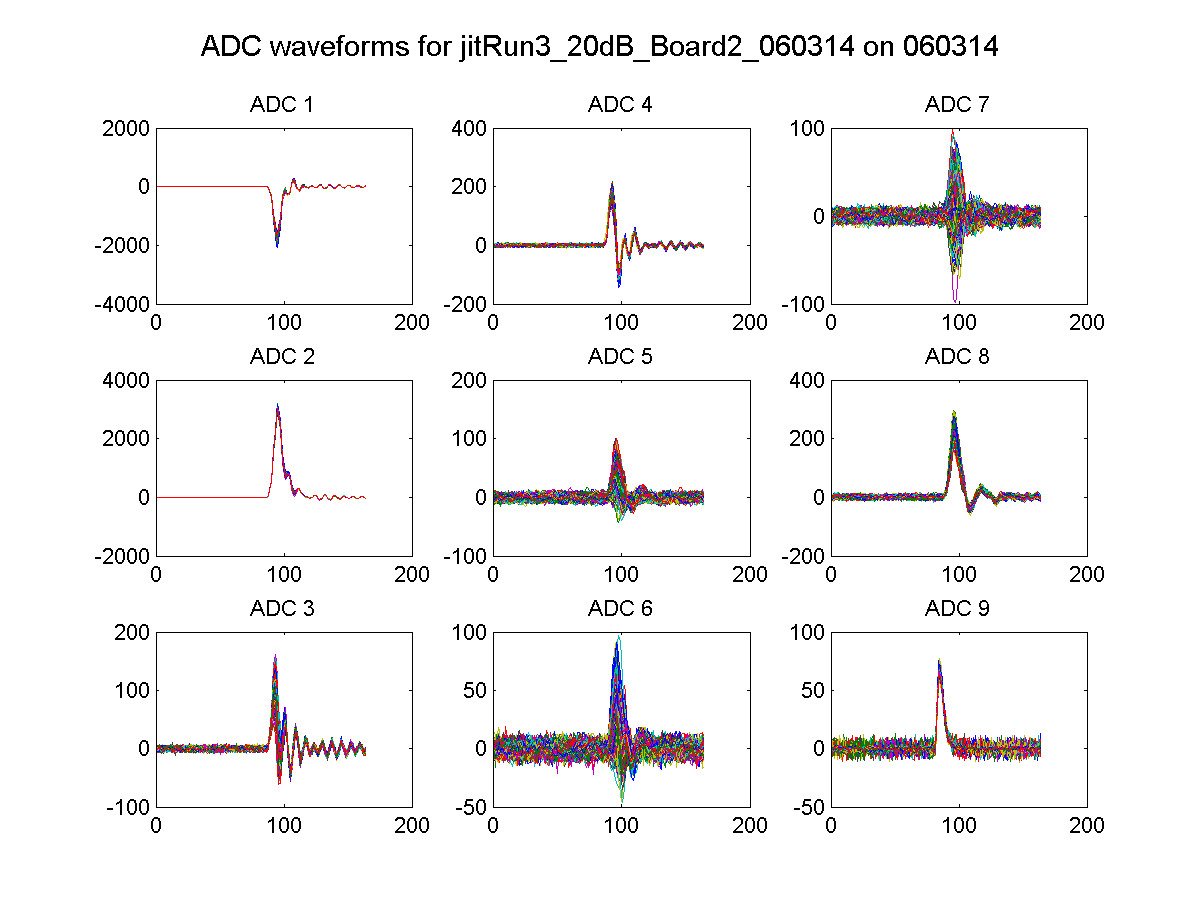 ADC waveforms for jitRun3_20dB_Board2_060314 on 060314
ADC 1
2000
0
-2000
-4000
0 100 200
ADC 4
400
200
0
-200
0 100 200
ADC 7
100
0
-100
0 100 200
ADC 2
4000
2000
0
-2000
0 100 200
ADC 5
200
100
0
-100
0 100 200
ADC 8
400
200
0
-200
0 100 200
ADC 3
200
100
0
-100
0 100 200
ADC 6
100
50
0
-50
0 100 200
ADC 9
100
50
0
-50
0 100 200